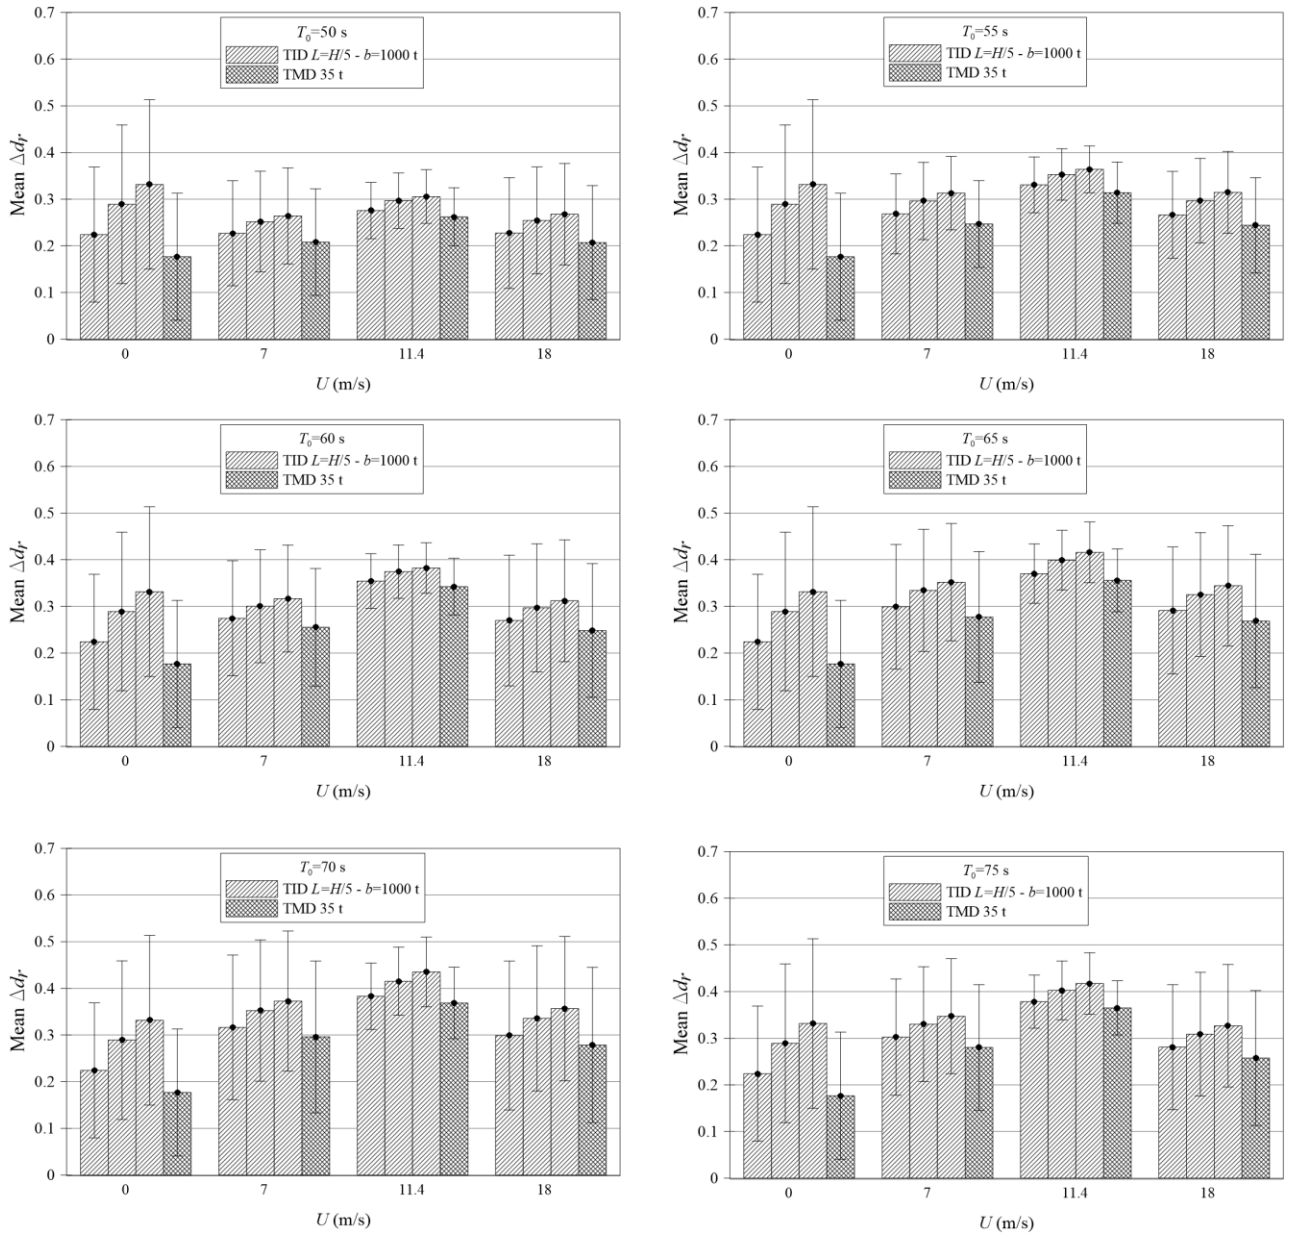 0.7
0.6
0.5
0.4
0.3
0.2
0.1
0
Mean Δdr
T0=50 s
TID L=H/5 - b=1000 t
TMD 35 t
0 7 11.4 18
U (m/s)
0.7
0.6
0.5
0.4
0.3
0.2
0.1
0
Mean Δdr
T0=55 s
TID L=H/5 - b=1000 t
TMD 35 t
0 7 11.4 18
U (m/s)
0.7
0.6
0.5
0.4
0.3
0.2
0.1
0
Mean Δdr
T0=60 s
TID L=H/5 - b=1000 t
TMD 35 t
0 7 11.4 18
U (m/s)
0.7
0.6
0.5
0.4
0.3
0.2
0.1
0
Mean Δdr
T0=65 s
TID L=H/5 - b=1000 t
TMD 35 t
0 7 11.4 18
U (m/s)
0.7
0.6
0.5
0.4
0.3
0.2
0.1
0
Mean Δdr
T0=70 s
TID L=H/5 - b=1000 t
TMD 35 t
0 7 11.4 18
U (m/s)
0.7
0.6
0.5
0.4
0.3
0.2
0.1
0
Mean Δdr
T0=75 s
TID L=H/5 - b=1000 t
TMD 35 t
0 7 11.4 18
U (m/s)